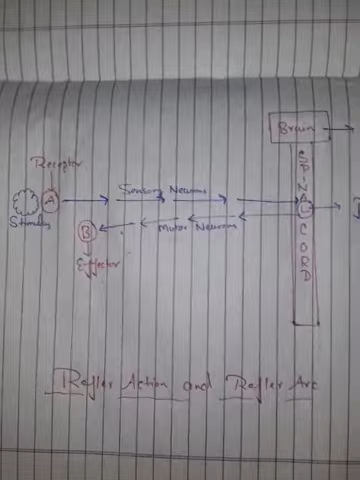 Brain
Receptor
Sensory Neurons
A
Stimulus
SPINAL CORD
B
Motor Neurons
Effector
Reflex Action and Reflex Arc